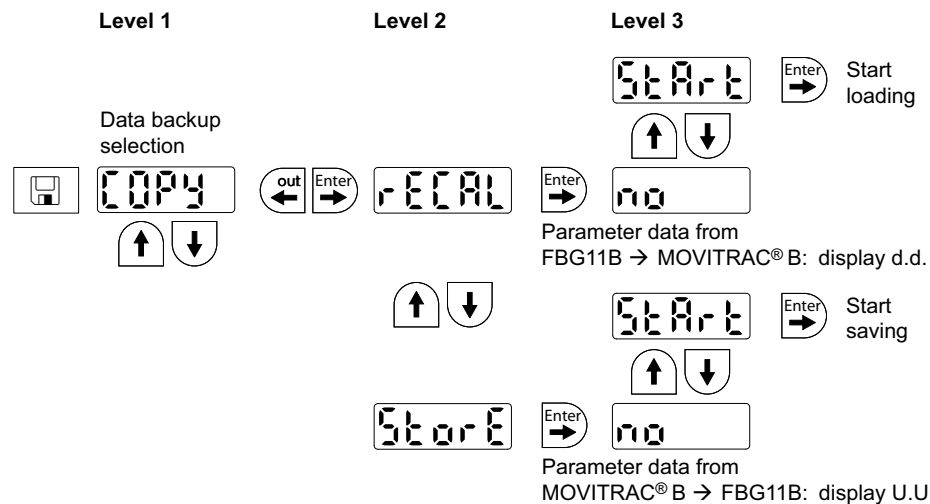 Level 1 Level 2 Level 3
StArt Enter Start
loading
Data backup
selection
COPY out Enter rECAL Enter no
Parameter data from
FBG11B → MOVITRAC® B: display d.d.
StArt Enter Start
saving
StorE Enter no
Parameter data from
MOVITRAC® B → FBG11B: display U.U